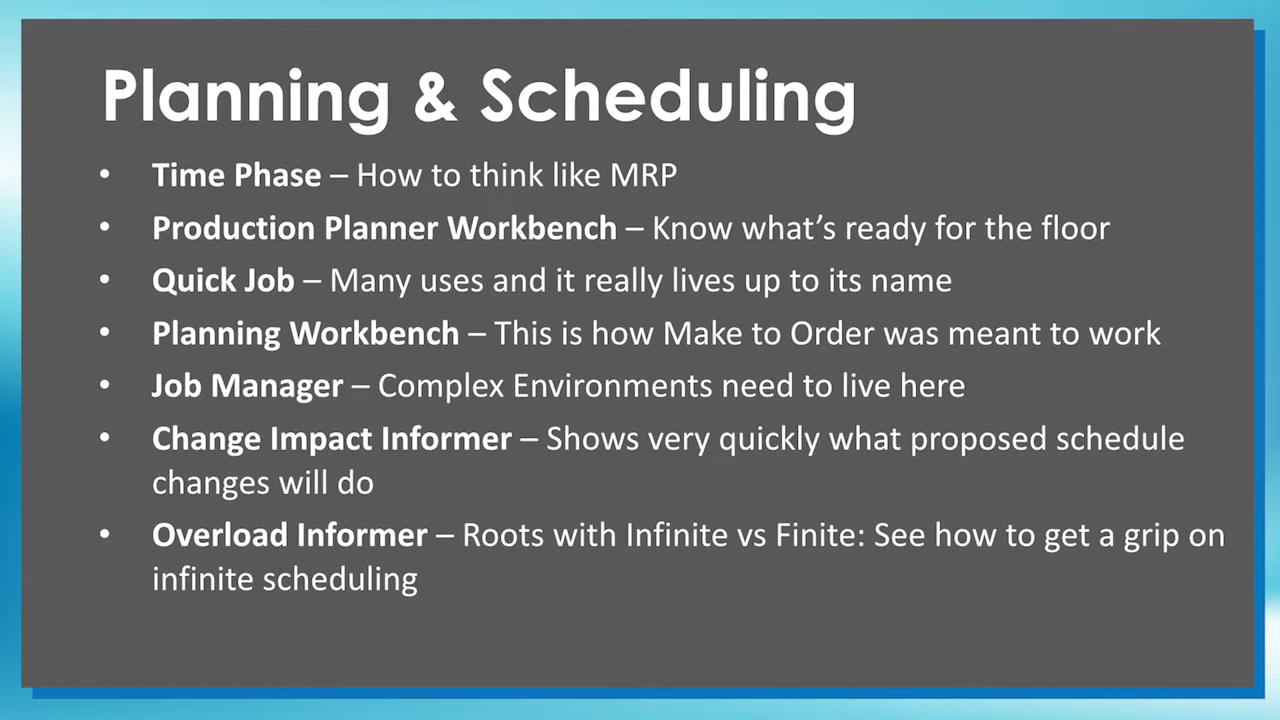 Planning & Scheduling
• Time Phase – How to think like MRP
• Production Planner Workbench – Know what’s ready for the floor
• Quick Job – Many uses and it really lives up to its name
• Planning Workbench – This is how Make to Order was meant to work
• Job Manager – Complex Environments need to live here
• Change Impact Informer – Shows very quickly what proposed schedule
changes will do
• Overload Informer – Roots with Infinite vs Finite: See how to get a grip on
infinite scheduling